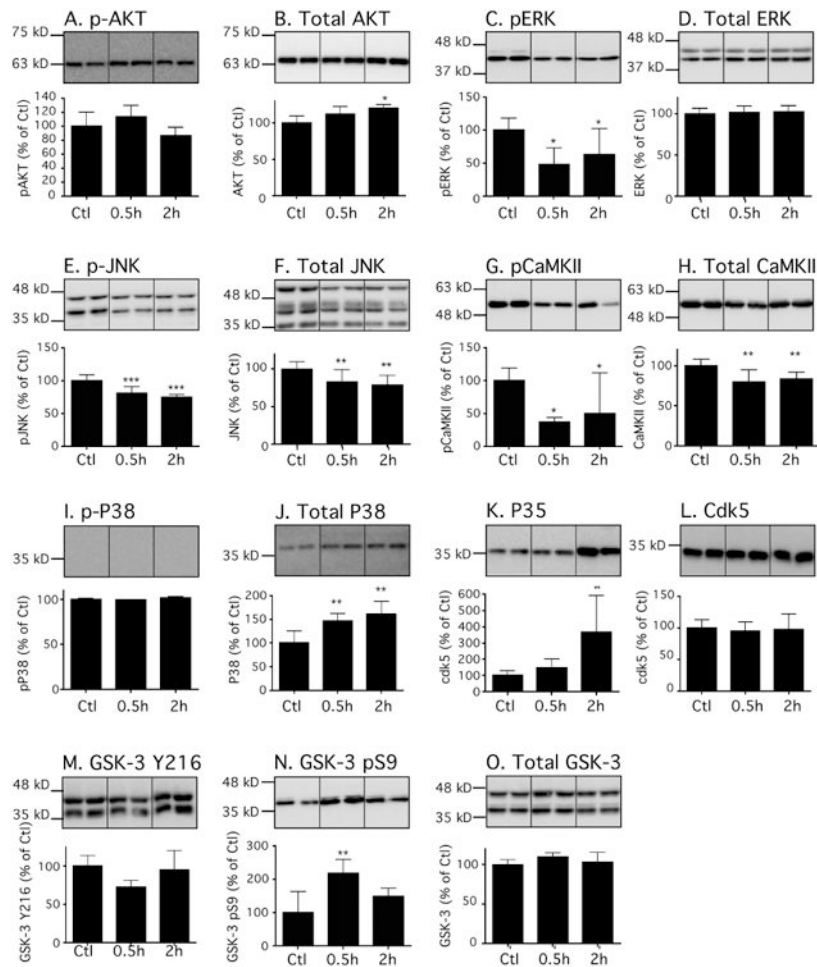 A. p-AKT
75 kD
63 kD
pAKT (% of Ctl)
140
120
100
80
60
40
20
0
Ctl 0.5h 2h
B. Total AKT
63 kD
AKT (% of Ctl)
100
50
*
Ctl 0.5h 2h
C. pERK
48 kD
37 kD
pERK (% of Ctl)
150
100
50
0
* *
Ctl 0.5h 2h
D. Total ERK
48 kD
37 kD
ERK (% of Ctl)
100
50
0
Ctl 0.5h 2h
E. p-JNK
48 kD
35 kD
pJNK (% of Ctl)
150
100
50
0
*** ***
Ctl 0.5h 2h
F. Total JNK
48 kD
35 kD
JNK (% of Ctl)
100
50
0
** **
Ctl 0.5h 2h
G. pCaMKII
63 kD
48 kD
pCaMKII (% of Ctl)
150
100
50
0
* *
Ctl 0.5h 2h
H. Total CaMKII
63 kD
48 kD
CaMKII (% of Ctl)
100
50
0
** **
Ctl 0.5h 2h
I. p-P38
35 kD
pP38 (% of Ctl)
100
50
0
Ctl 0.5h 2h
J. Total P38
35 kD
P38 (% of Ctl)
200
150
100
50
0
** **
Ctl 0.5h 2h
K. P35
35 kD
cdk5 (% of Ctl)
600
500
400
300
200
100
0
**
Ctl 0.5h 2h
L. Cdk5
35 kD
cdk5 (% of Ctl)
150
100
50
0
Ctl 0.5h 2h
M. GSK-3 Y216
48 kD
35 kD
GSK-3 Y216 (% of Ctl)
100
50
0
Ctl 0.5h 2h
N. GSK-3 pS9
48 kD
35 kD
GSK-3 pS9 (% of Ctl)
300
200
100
0
**
Ctl 0.5h 2h
O. Total GSK-3
48 kD
35 kD
GSK-3 (% of Ctl)
100
50
0
Ctl 0.5h 2h